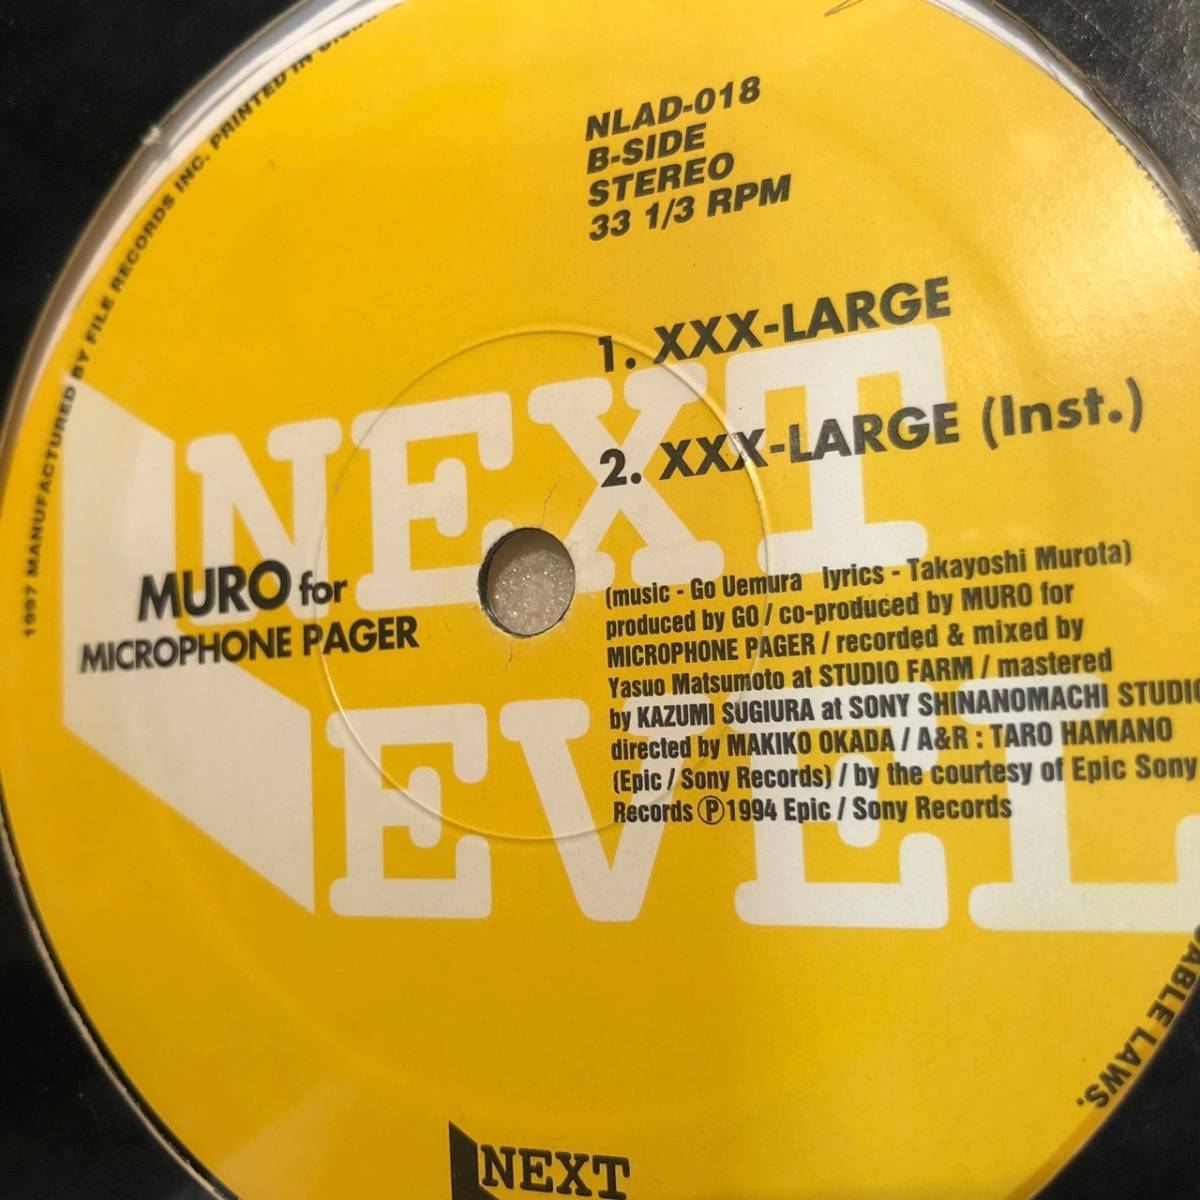 NLAD-018
B-SIDE
STEREO
33 1/3 RPM
1. XXX-LARGE
2. XXX-LARGE (Inst.)
NEXT
EVEL
MURO for
MICROPHONE PAGER
(music - Go Uemura lyrics - Takayoshi Murota)
produced by GO / co-produced by MURO for
MICROPHONE PAGER / recorded & mixed by
Yasuo Matsumoto at STUDIO FARM / mastered
by KAZUMI SUGIURA at SONY SHINANOMACHI STUDIO
directed by MAKIKO OKADA / A&R : TARO HAMANO
(Epic / Sony Records) / by the courtesy of Epic Sony
Records ℗1994 Epic / Sony Records
1997 MANUFACTURED BY FILE RECORDS INC. PRINTED IN
ABLE LAWS.
NEXT